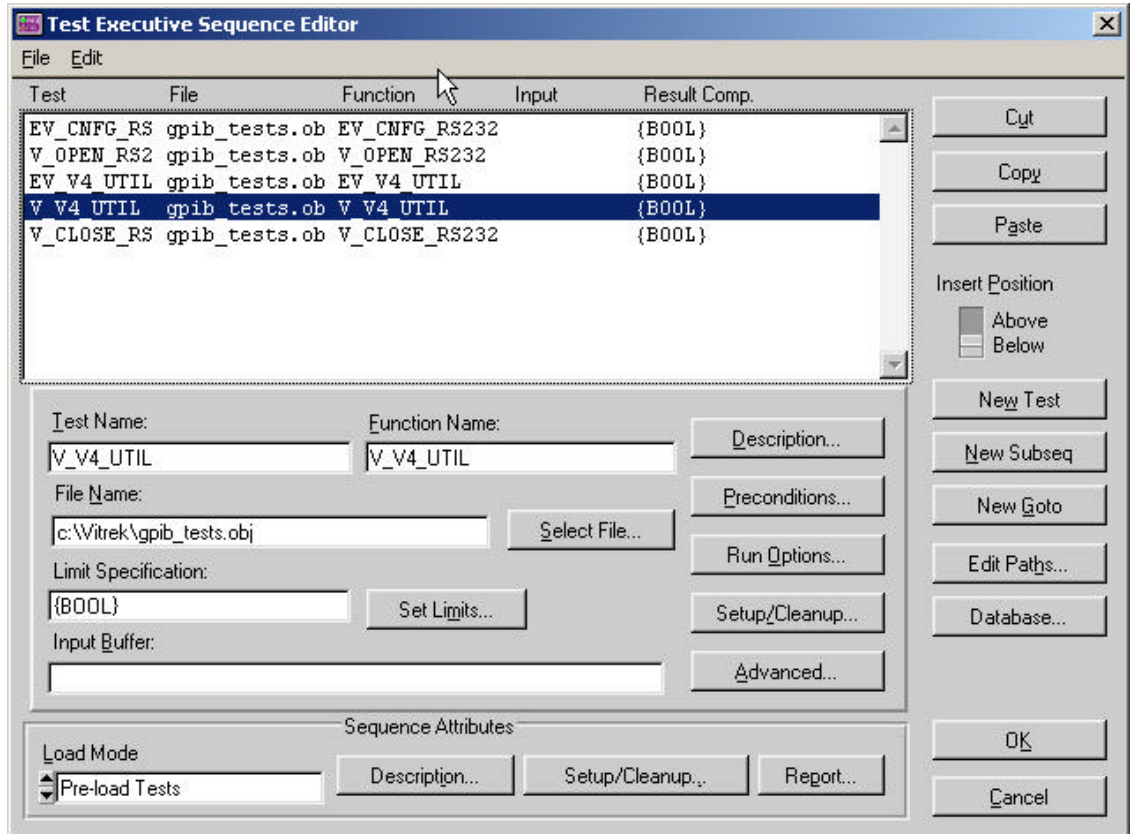 Test Executive Sequence Editor
File Edit
Test File Function Input Result Comp.
EV_CNFG_RS gpib_tests.ob EV_CNFG_RS232 {BOOL}
V_OPEN_RS2 gpib_tests.ob V_OPEN_RS232 {BOOL}
EV_V4_UTIL gpib_tests.ob EV_V4_UTIL {BOOL}
V_V4_UTIL gpib_tests.ob V_V4_UTIL {BOOL}
V_CLOSE_RS gpib_tests.ob V_CLOSE_RS232 {BOOL}
Cut
Copy
Paste
Insert Position
Above
Below
New Test
New Subseq
New Goto
Edit Paths...
Database...
Test Name: Function Name:
V_V4_UTIL V_V4_UTIL
Description...
File Name:
Preconditions...
c:\Vitrek\gpib_tests.obj Select File...
Run Options...
Limit Specification:
{BOOL} Set Limits...
Setup/Cleanup...
Input Buffer:
Advanced...
Sequence Attributes
Load Mode
Pre-load Tests Description... Setup/Cleanup... Report...
OK
Cancel